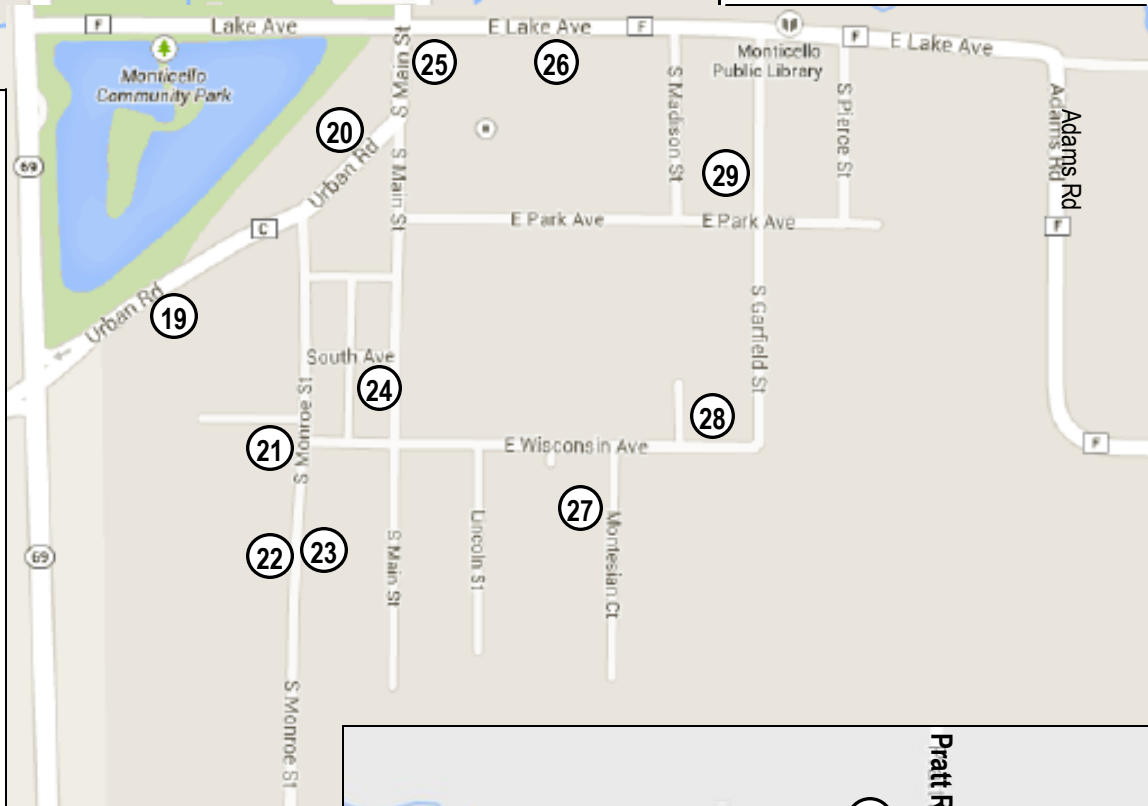 F
Lake Ave
E Lake Ave
F
Monticello
Public Library
F
E Lake Ave
Monticello
Community Park
S Main St
25
26
20
S Madison St
29
S Pierce St
Adams Rd
Adams Rd
69
Urban Rd
S Main St
C
E Park Ave
E Park Ave
F
Urban Rd
19
S Garfield St
South Ave
24
S Monroe St
28
21
E Wisconsin Ave
F
27
Lincoln St
Montesian Ct
69
22
23
S Main St
S Monroe St
Pratt R